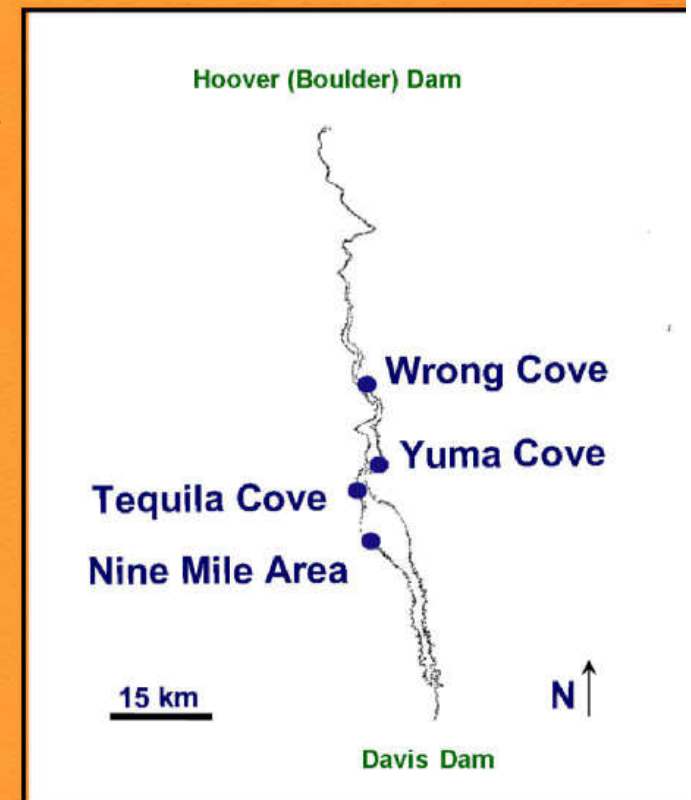 Hoover (Boulder) Dam
Wrong Cove
Yuma Cove
Tequila Cove
Nine Mile Area
15 km
N
Davis Dam